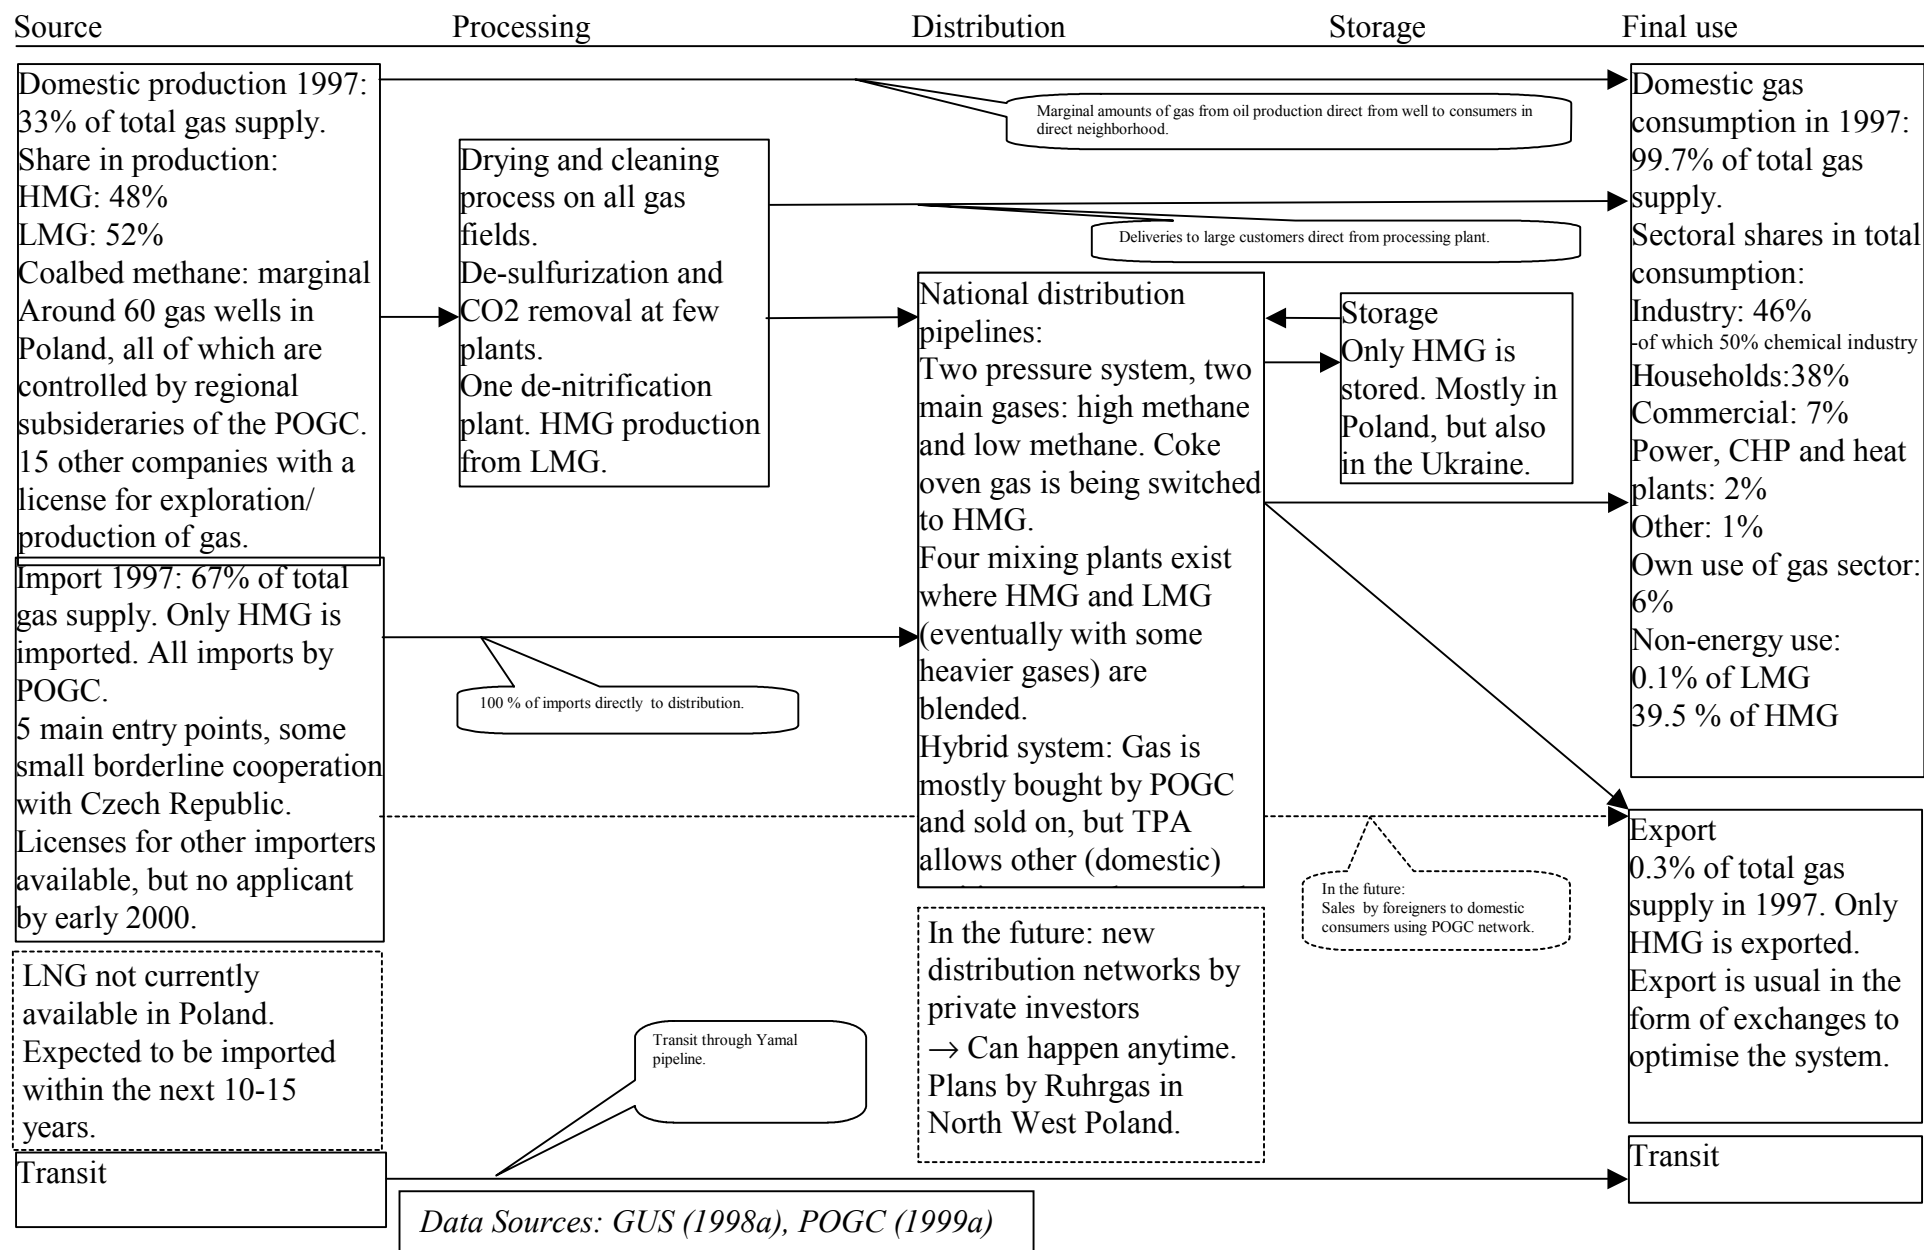 Source Processing Distribution Storage Final use
Domestic production 1997:
33% of total gas supply.
Share in production:
HMG: 48%
LMG: 52%
Coalbed methane: marginal
Around 60 gas wells in
Poland, all of which are
controlled by regional
subsideraries of the POGC.
15 other companies with a
license for exploration/
production of gas.
Import 1997: 67% of total
gas supply. Only HMG is
imported. All imports by
POGC.
5 main entry points, some
small borderline cooperation
with Czech Republic.
Licenses for other importers
available, but no applicant
by early 2000.
LNG not currently
available in Poland.
Expected to be imported
within the next 10-15
years.
Transit
Drying and cleaning
process on all gas
fields.
De-sulfurization and
CO2 removal at few
plants.
One de-nitrification
plant. HMG production
from LMG.
100 % of imports directly to distribution.
Transit through Yamal
pipeline.
Marginal amounts of gas from oil production direct from well to consumers in
direct neighborhood.
Deliveries to large customers direct from processing plant.
National distribution
pipelines:
Two pressure system, two
main gases: high methane
and low methane. Coke
oven gas is being switched
to HMG.
Four mixing plants exist
where HMG and LMG
(eventually with some
heavier gases) are
blended.
Hybrid system: Gas is
mostly bought by POGC
and sold on, but TPA
allows other (domestic)
In the future: new
distribution networks by
private investors
→ Can happen anytime.
Plans by Ruhrgas in
North West Poland.
Storage
Only HMG is
stored. Mostly in
Poland, but also
in the Ukraine.
In the future:
Sales by foreigners to domestic
consumers using POGC network.
Domestic gas
consumption in 1997:
99.7% of total gas
supply.
Sectoral shares in total
consumption:
Industry: 46%
-of which 50% chemical industry
Households:38%
Commercial: 7%
Power, CHP and heat
plants: 2%
Other: 1%
Own use of gas sector:
6%
Non-energy use:
0.1% of LMG
39.5 % of HMG
Export
0.3% of total gas
supply in 1997. Only
HMG is exported.
Export is usual in the
form of exchanges to
optimise the system.
Transit
Data Sources: GUS (1998a), POGC (1999a)